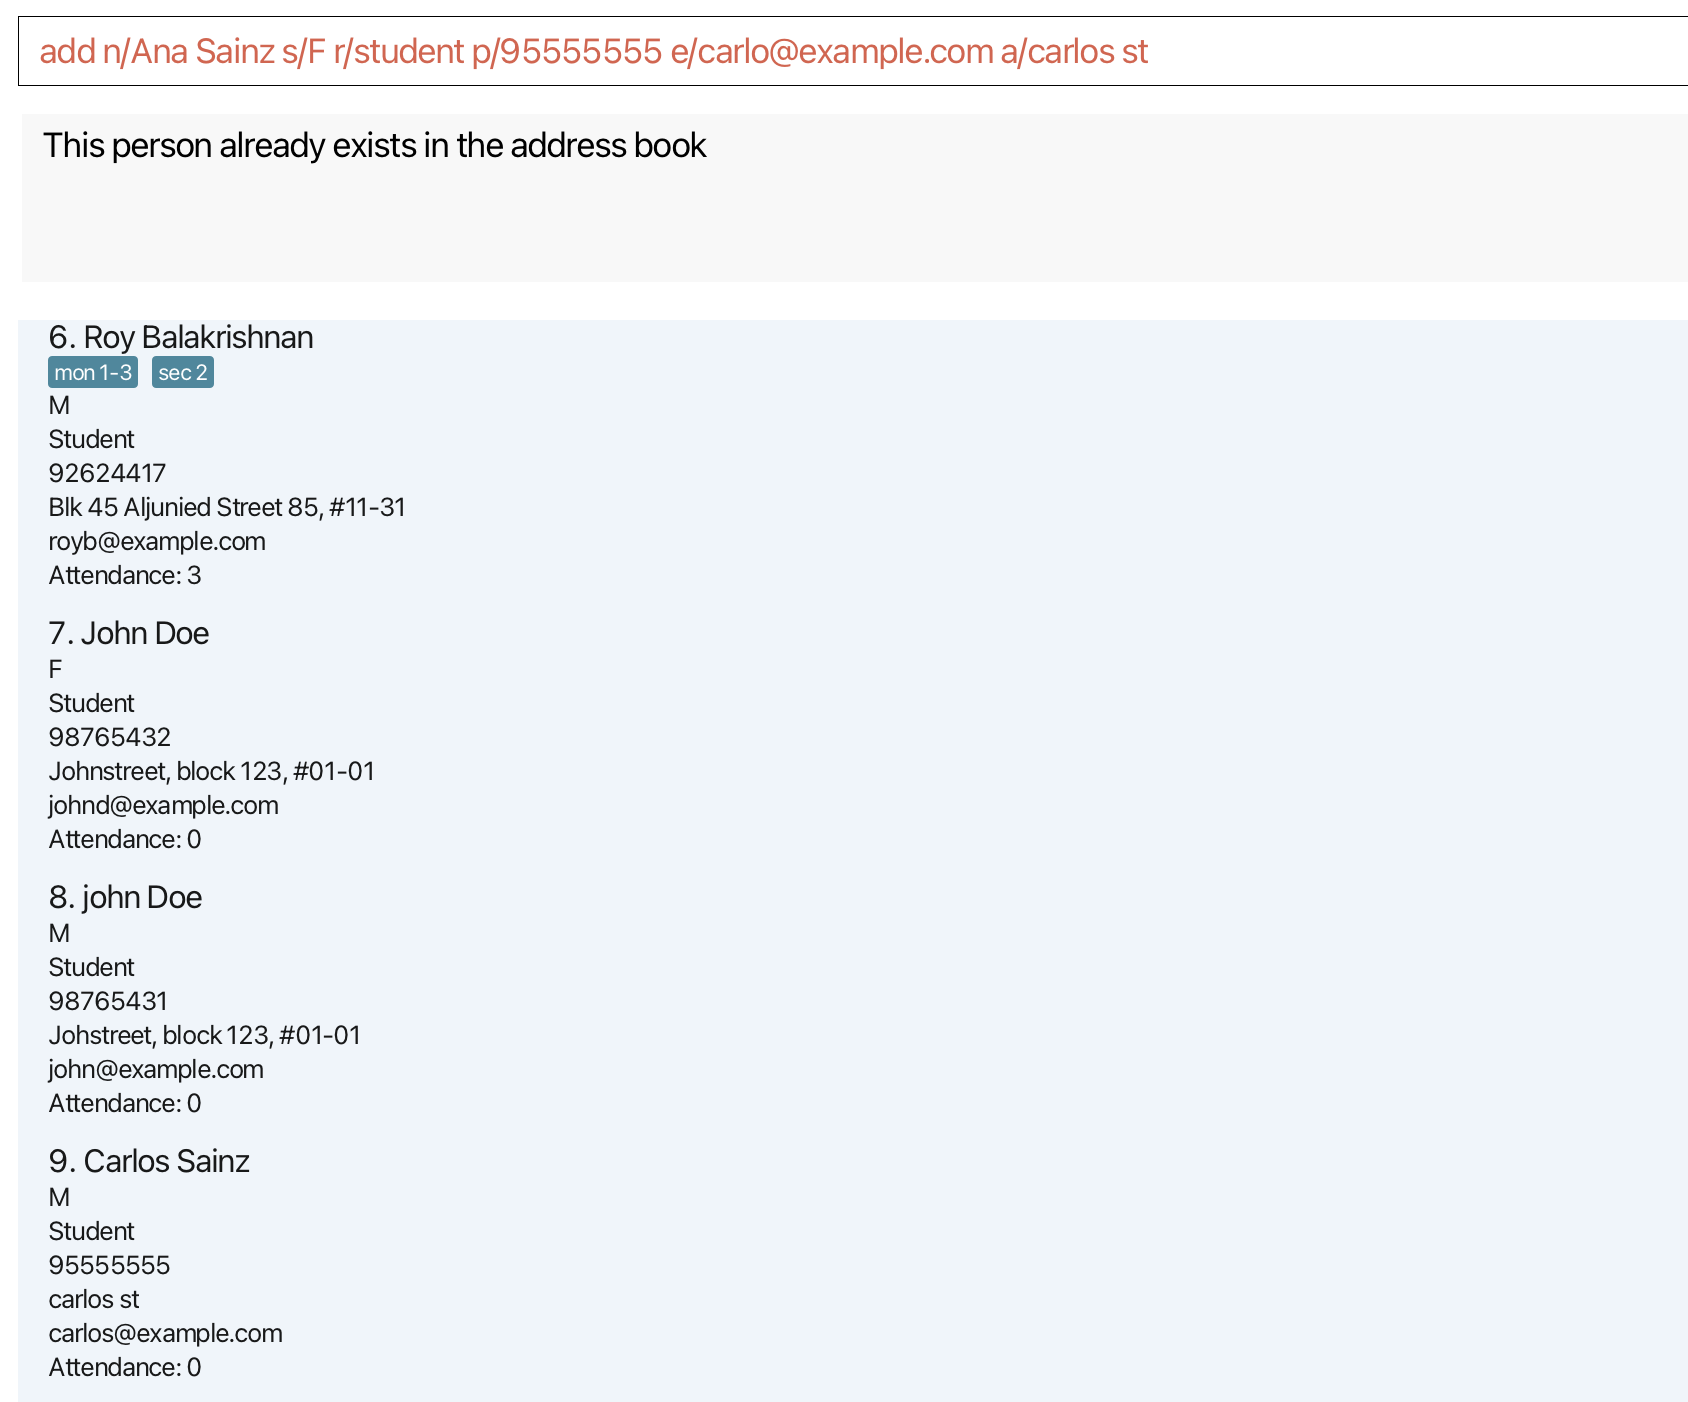 add n/Ana Sainz s/F r/student p/95555555 e/carlo@example.com a/carlos st
This person already exists in the address book
6. Roy Balakrishnan
mon 1-3 sec 2
M
Student
92624417
Blk 45 Aljunied Street 85, #11-31
royb@example.com
Attendance: 3
7. John Doe
F
Student
98765432
Johnstreet, block 123, #01-01
johnd@example.com
Attendance: 0
8. john Doe
M
Student
98765431
Johstreet, block 123, #01-01
john@example.com
Attendance: 0
9. Carlos Sainz
M
Student
95555555
carlos st
carlos@example.com
Attendance: 0